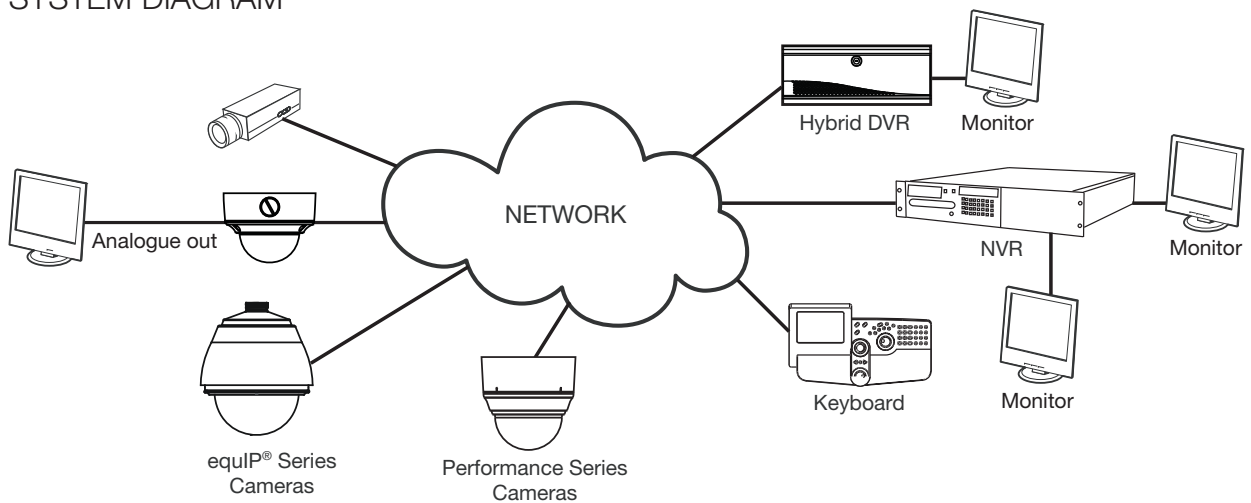 SYSTEM DIAGRAM
Hybrid DVR
Monitor
NETWORK
Analogue out
NVR
Monitor
Keyboard
Monitor
equIP® Series
Cameras
Performance Series
Cameras